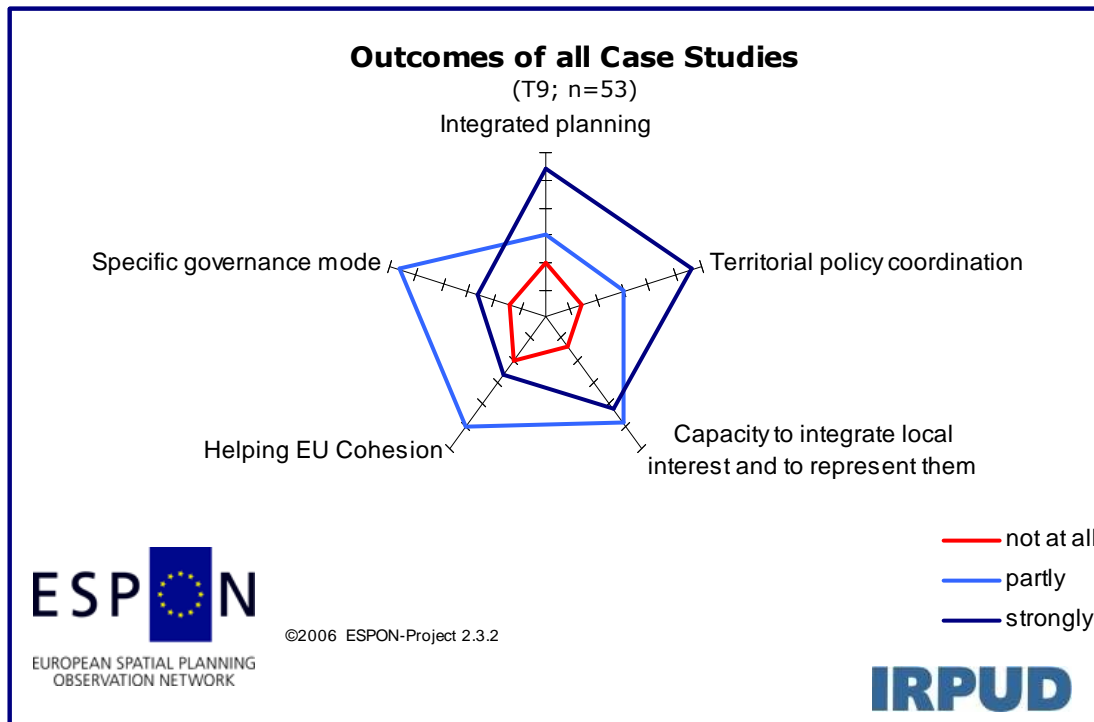 Outcomes of all Case Studies
(T9; n=53)
Integrated planning
Specific governance mode
Territorial policy coordination
Helping EU Cohesion
Capacity to integrate local
interest and to represent them
not at all
partly
strongly
ESPON
EUROPEAN SPATIAL PLANNING
OBSERVATION NETWORK
©2006 ESPON-Project 2.3.2
IRPUD